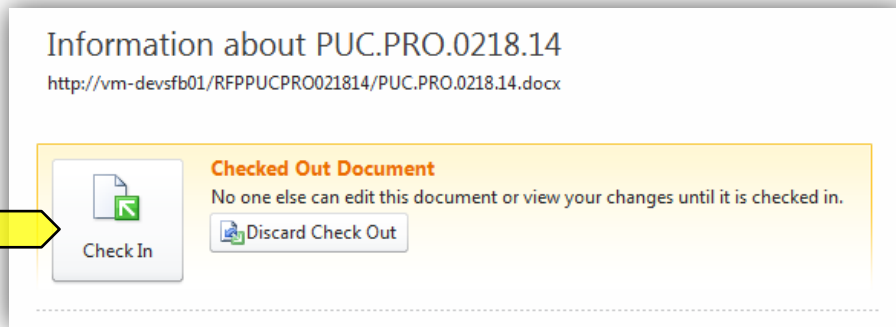 Information about PUC.PRO.0218.14
http://vm-devsfb01/RFPPUCPRO021814/PUC.PRO.0218.14.docx
Checked Out Document
No one else can edit this document or view your changes until it is checked in.
Discard Check Out
Check In